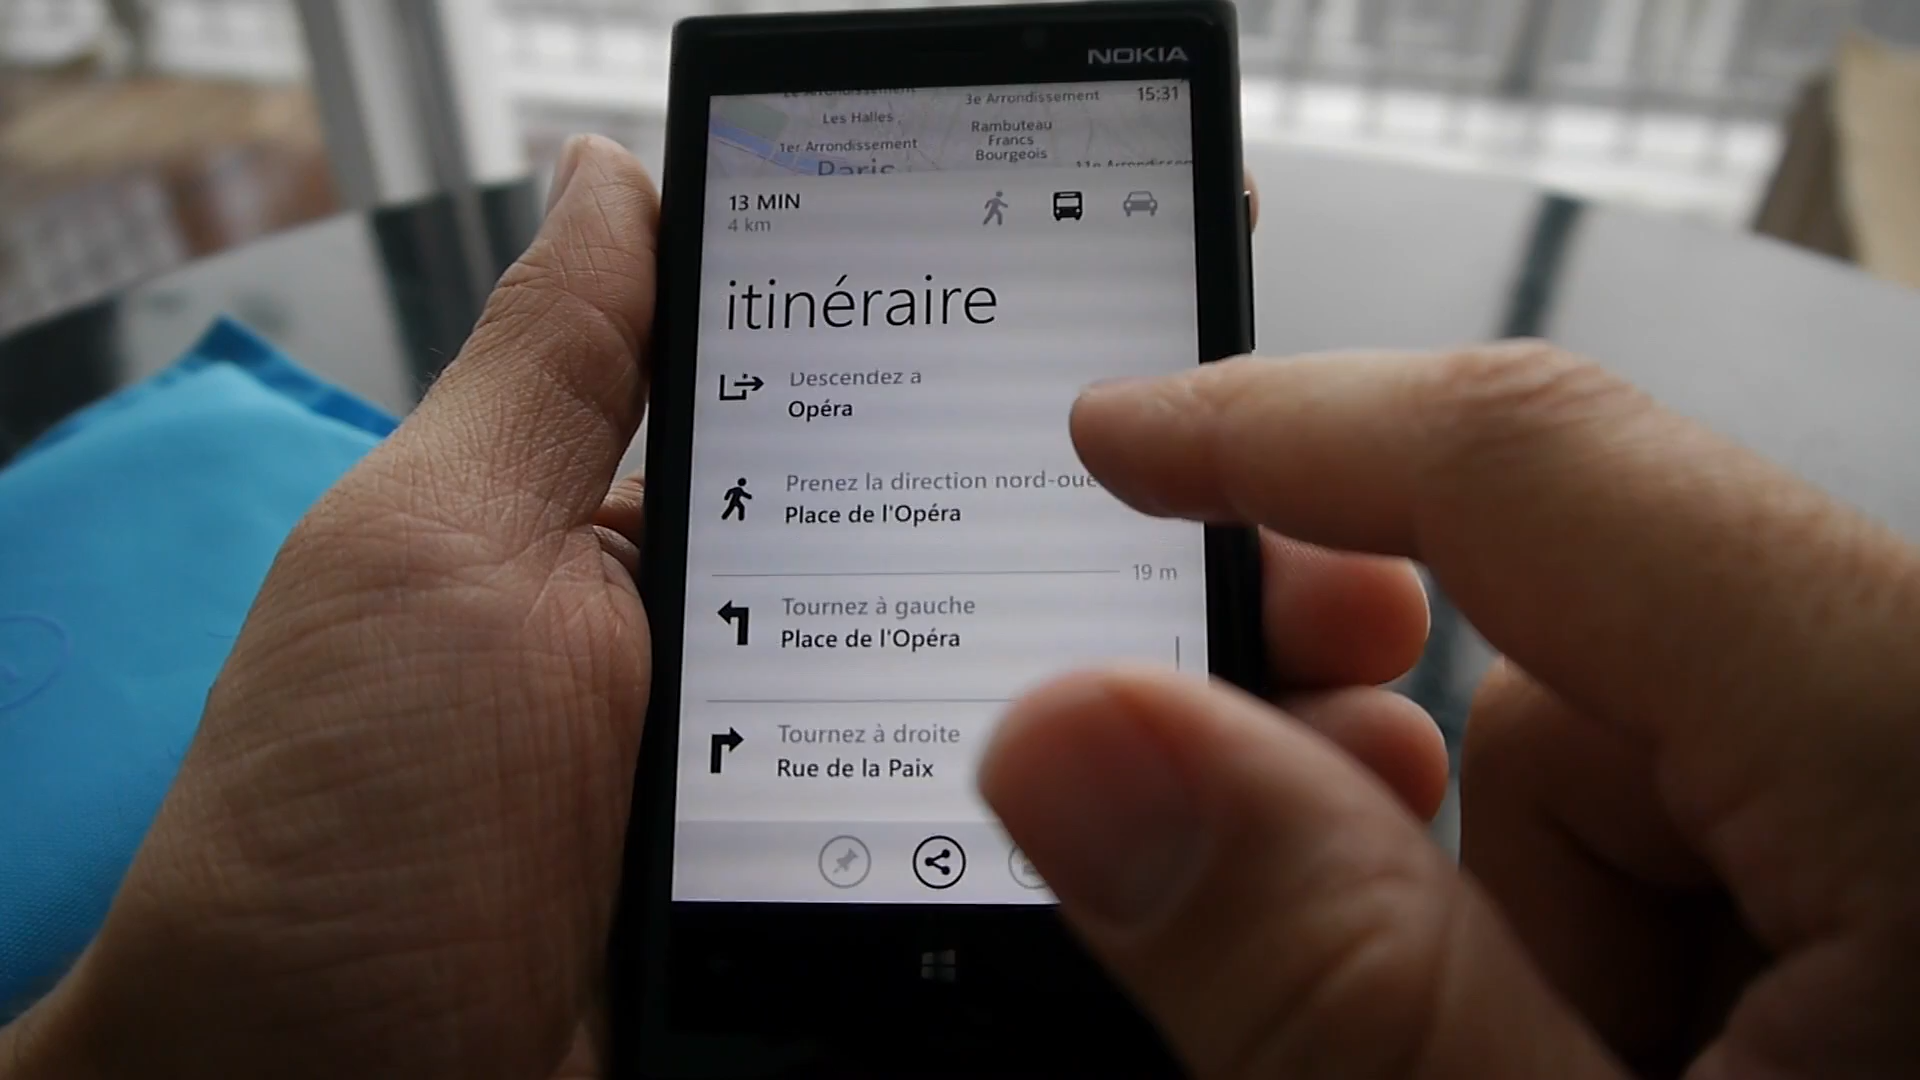 NOKIA
3e Arrondissement
15:31
Les Halles
Rambuteau
Francs
Bourgeois
1er Arrondissement
Paris
13 MIN
4 km
itinéraire
Descendez à
Opéra
Prenez la direction nord-oue
Place de l'Opéra
19 m
Tournez à gauche
Place de l'Opéra
Tournez à droite
Rue de la Paix